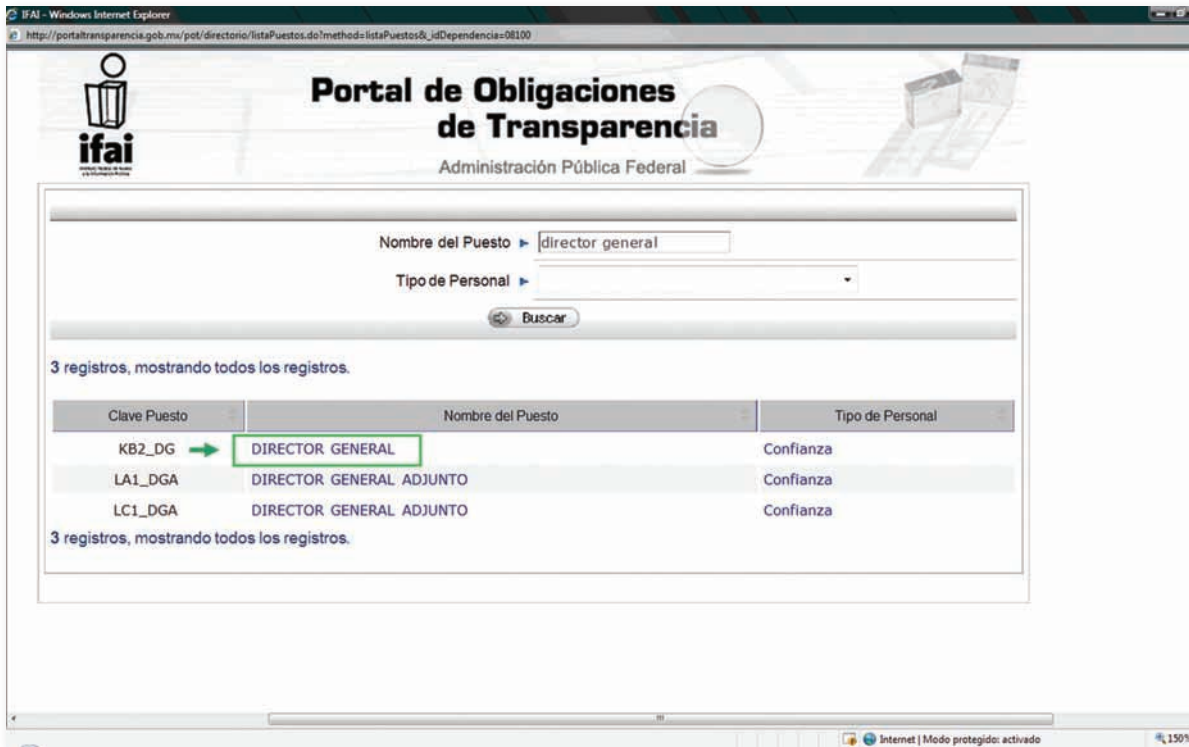 IFAI - Windows Internet Explorer
http://portaltransparencia.gob.mx/pot/directorio/listaPuestos.do?method=listaPuestos&_idDependencia=08100
ifai
Portal de Obligaciones
de Transparencia
Administración Pública Federal
Nombre del Puesto director general
Tipo de Personal
Buscar
3 registros, mostrando todos los registros.
Clave Puesto Nombre del Puesto Tipo de Personal
KB2_DG DIRECTOR GENERAL Confianza
LA1_DGA DIRECTOR GENERAL ADJUNTO Confianza
LC1_DGA DIRECTOR GENERAL ADJUNTO Confianza
3 registros, mostrando todos los registros.
Internet | Modo protegido: activado 150%